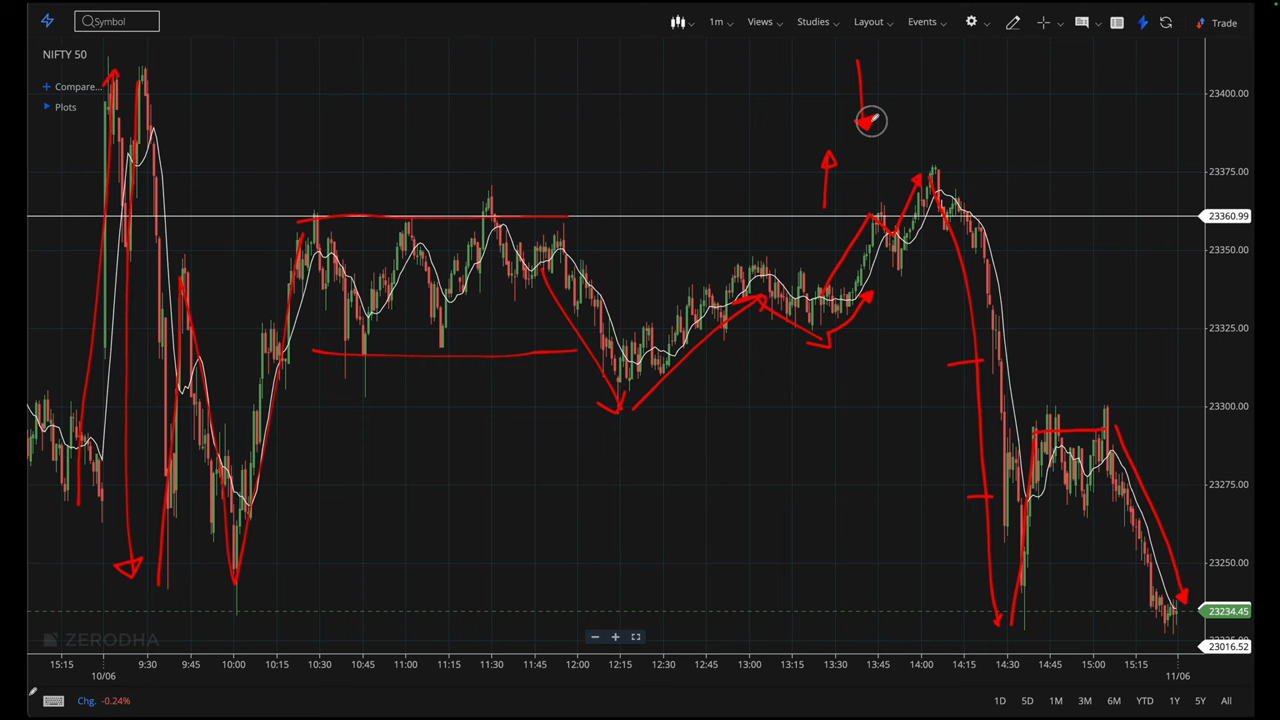 Symbol
1m Views Studies Layout Events Trade
NIFTY 50
Compare...
Plots
23400.00
23375.00
23360.99
23350.00
23325.00
23300.00
23275.00
23250.00
23234.45
23016.52
ZERODHA
15:15 9:30 9:45 10:00 10:15 10:30 10:45 11:00 11:15 11:30 11:45 12:00 12:15 12:30 12:45 13:00 13:15 13:30 13:45 14:00 14:15 14:30 14:45 15:00 15:15
10/06 11/06
Chg. -0.24% 1D 5D 1M 3M 6M YTD 1Y 5Y All